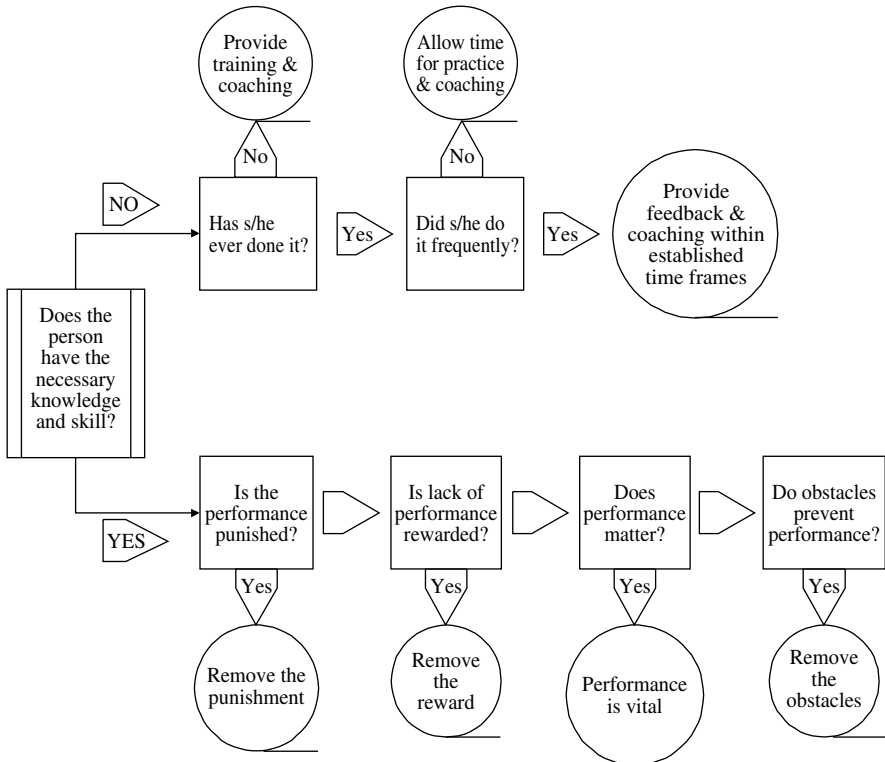 Provide
training &
coaching
Allow time
for practice
& coaching
No
No
Provide
feedback &
coaching within
established
time frames
NO
Has s/he
ever done it?
Yes
Did s/he do
it frequently?
Yes
Does the
person
have the
necessary
knowledge
and skill?
YES
Is the
performance
punished?
Is lack of
performance
rewarded?
Does
performance
matter?
Do obstacles
prevent
performance?
Yes
Yes
Yes
Yes
Remove the
punishment
Remove
the
reward
Performance
is vital
Remove
the
obstacles